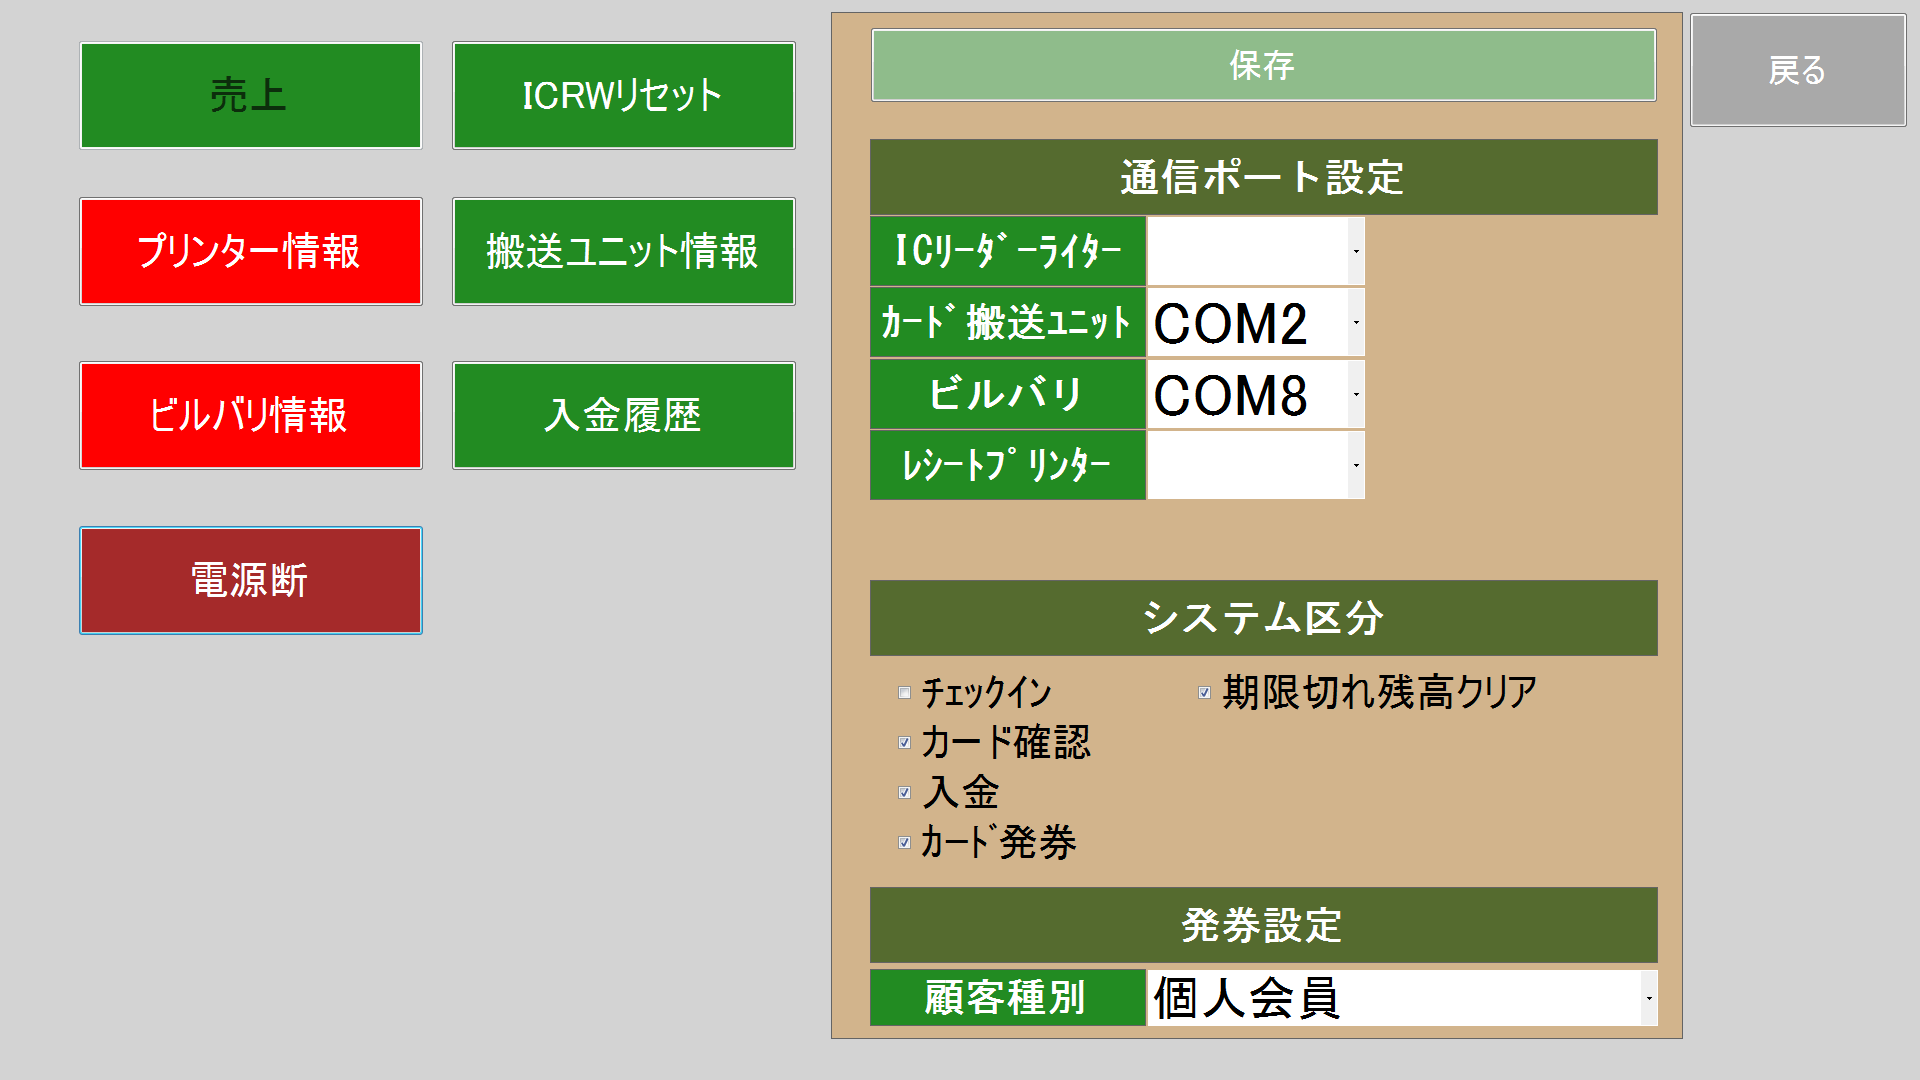 売上
ICRWリセット
プリンター情報
搬送ユニット情報
ビルバリ情報
入金履歴
電源断
保存
戻る
通信ポート設定
ICﾘｰﾀﾞｰﾗｲﾀｰ
ｶｰﾄﾞ搬送ﾕﾆｯﾄ
COM2
ビルバリ
COM8
ﾚｼｰﾄﾌﾟﾘﾝﾀｰ
システム区分
チェックイン
期限切れ残高クリア
カード確認
入金
ｶｰﾄﾞ発券
発券設定
顧客種別
個人会員